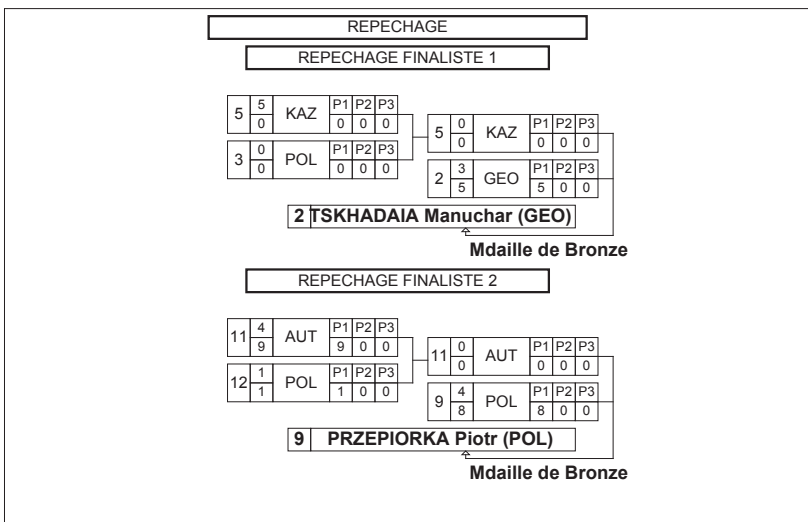 REPECHAGE
REPECHAGE FINALISTE 1
5 5 0 KAZ P1 P2 P3 0 0 0
3 0 0 POL P1 P2 P3 0 0 0
5 0 0 KAZ P1 P2 P3 0 0 0
2 3 5 GEO P1 P2 P3 5 0 0
2 TSKHADAIA Manuchar (GEO)
Mdaille de Bronze
REPECHAGE FINALISTE 2
11 4 9 AUT P1 P2 P3 9 0 0
12 1 1 POL P1 P2 P3 1 0 0
11 0 0 AUT P1 P2 P3 0 0 0
9 4 8 POL P1 P2 P3 8 0 0
9 PRZEPIORKA Piotr (POL)
Mdaille de Bronze